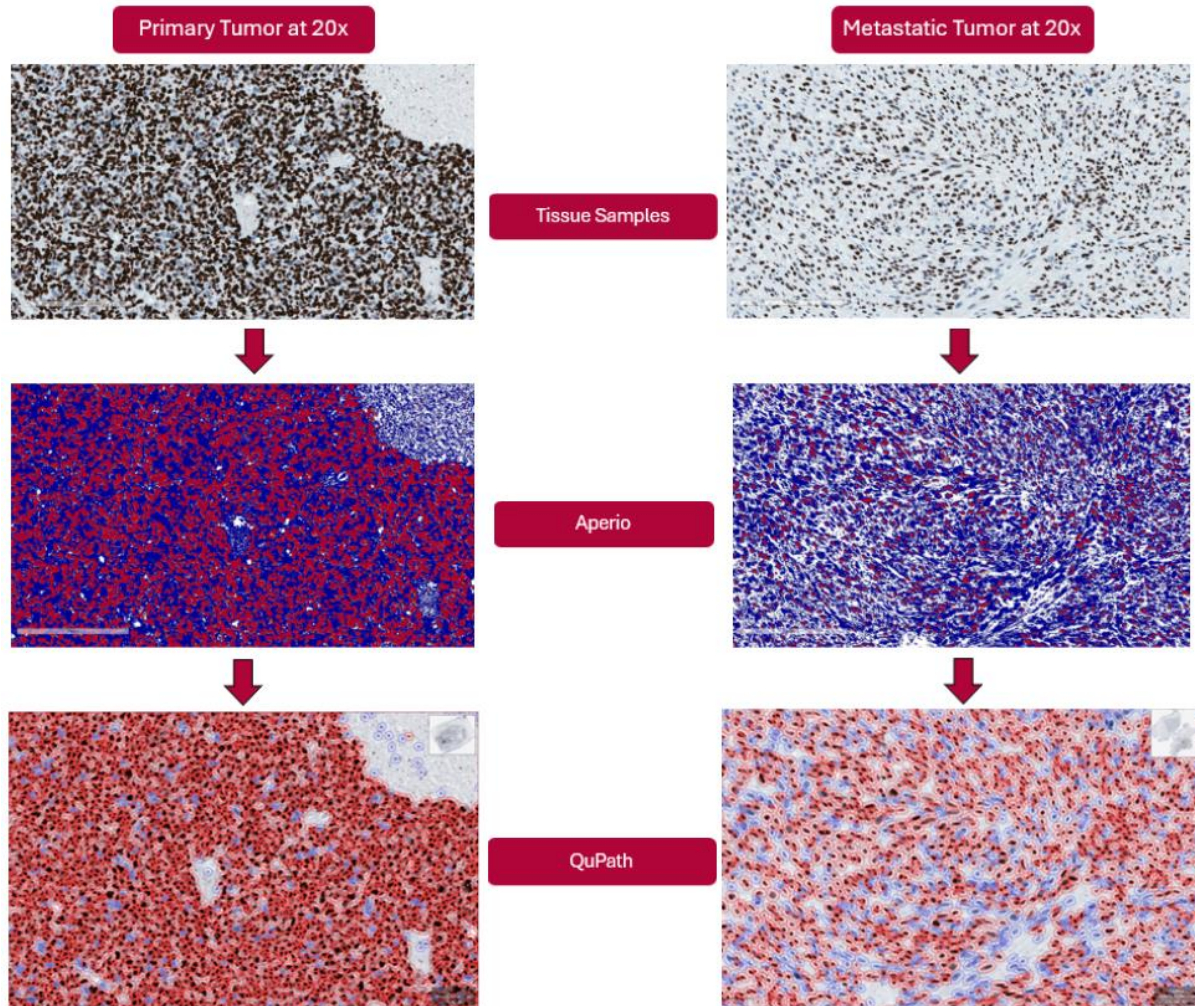 Primary Tumor at 20x
Metastatic Tumor at 20x
Tissue Samples
Aperio
QuPath